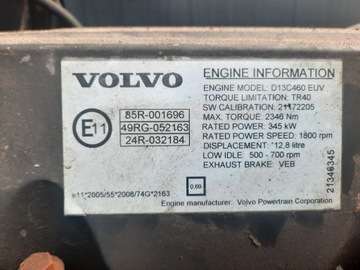 VOLVO
E11
85R-001696
49RG-052163
24R-032184
ENGINE INFORMATION
ENGINE MODEL: D13C460 EUV
TORQUE LIMITATION: TR40
SW CALIBRATION: 21472205
MAX TORQUE: 2346 Nm
RATED POWER: 345 kW
RATED POWER SPEED: 1800 rpm
DISPLACEMENT: 12,8 litre
LOW IDLE: 500 - 700 rpm
EXHAUST BRAKE: VEB
e11*2005/55*2008/74G*2163
0.69
Engine manufacturer: Volvo Powertrain Corporation
21346345